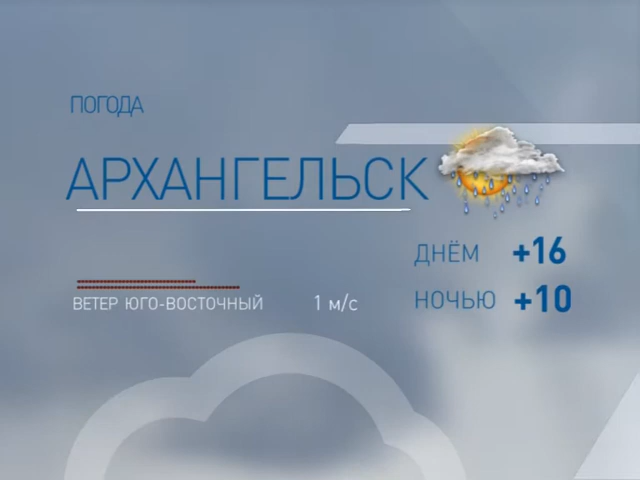 ПОГОДА
АРХАНГЕЛЬСК
ДНЁМ +16
ВЕТЕР ЮГО-ВОСТОЧНЫЙ 1 м/с
НОЧЬЮ +10